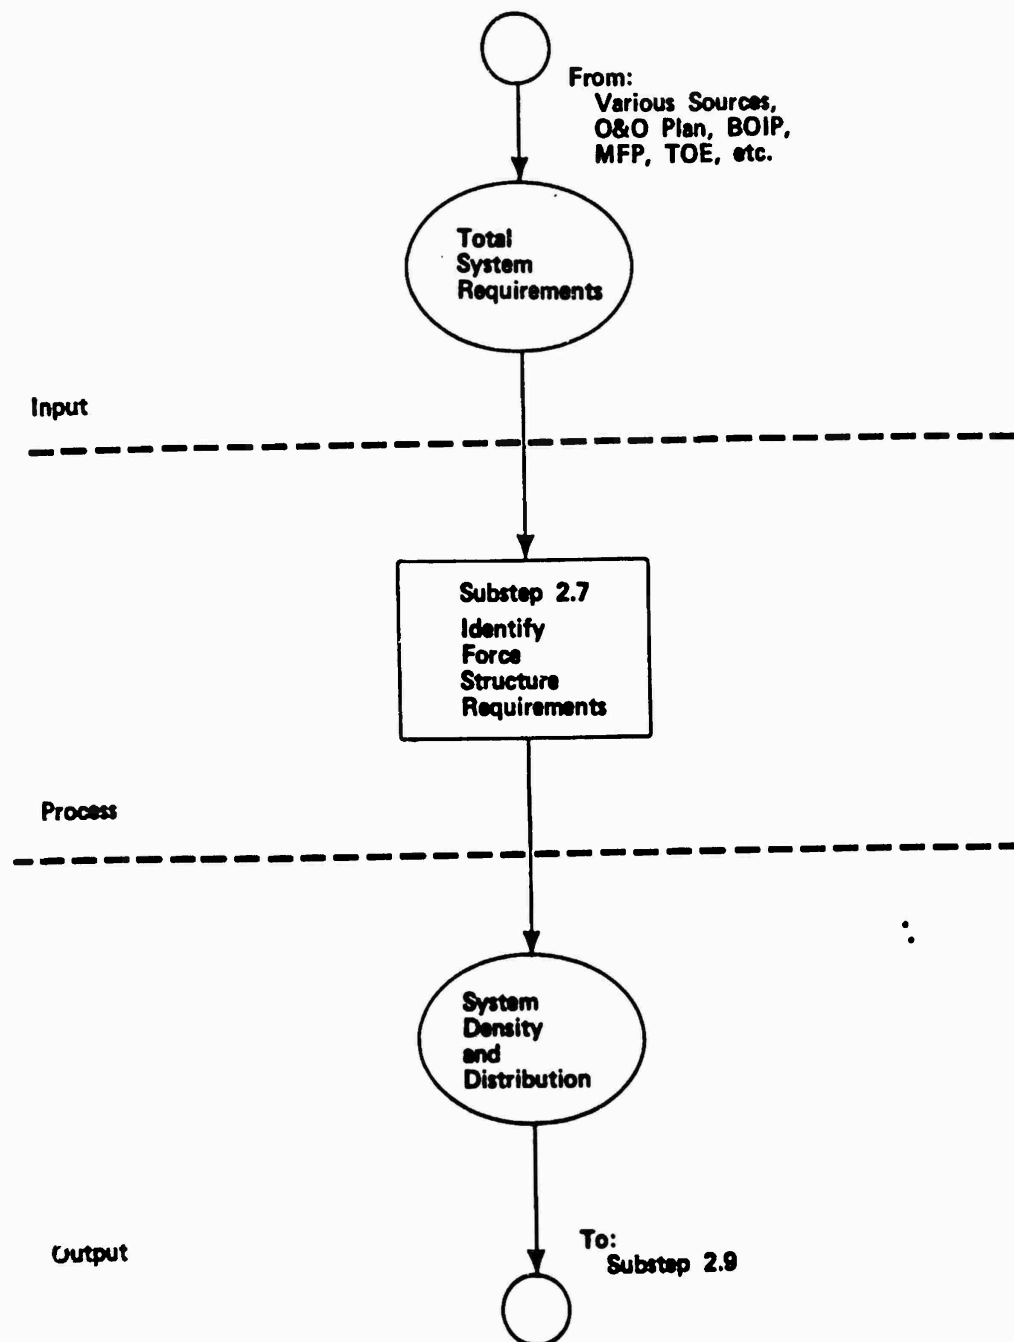 From:
Various Sources,
O&O Plan, BOIP,
MFP, TOE, etc.
Total
System
Requirements
Input
Substep 2.7
Identify
Force
Structure
Requirements
Process
System
Density
and
Distribution
Output
To:
Substep 2.9